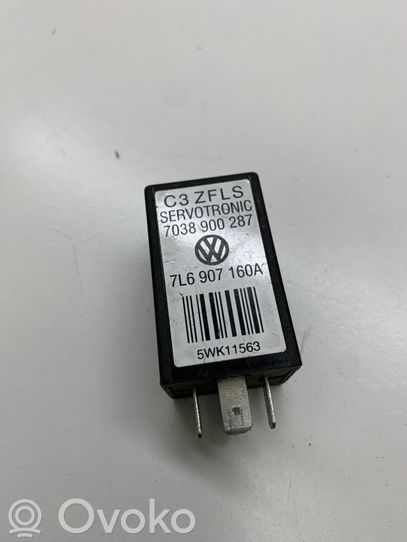 C3 ZFLS
SERVOTRONIC
7038 900 287
7L6 907 160A
5WK11563
ovoko